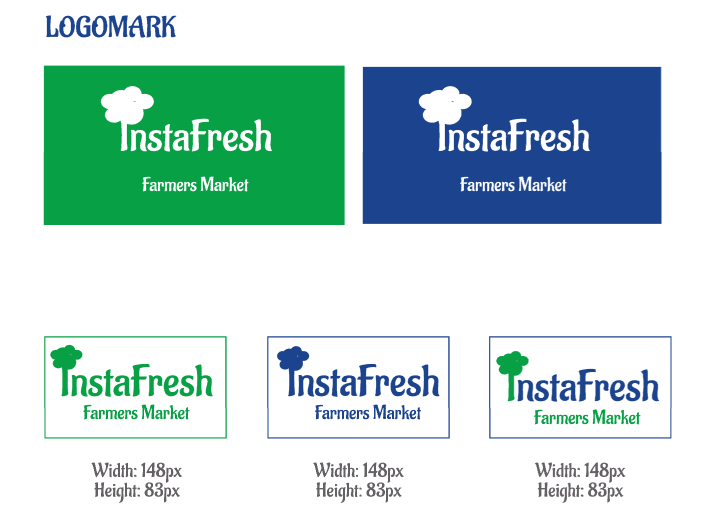 LOGOMARK
InstaFresh
Farmers Market
InstaFresh
Farmers Market
InstaFresh
Farmers Market
InstaFresh
Farmers Market
InstaFresh
Farmers Market
Width: 148px
Height: 83px
Width: 148px
Height: 83px
Width: 148px
Height: 83px